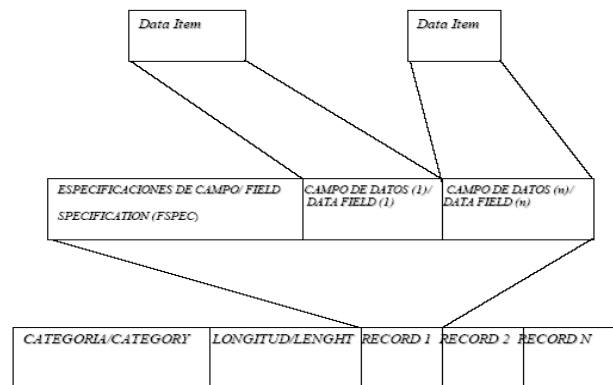 Data Item
Data Item
ESPECIFICACIONES DE CAMPO/ FIELD
SPECIFICATION (FSPEC)
CAMPO DE DATOS (1)/
DATA FIELD (1)
CAMPO DE DATOS (n)/
DATA FIELD (n)
CATEGORIA/CATEGORY
LONGITUD/LENGHT
RECORD 1
RECORD 2
RECORD N